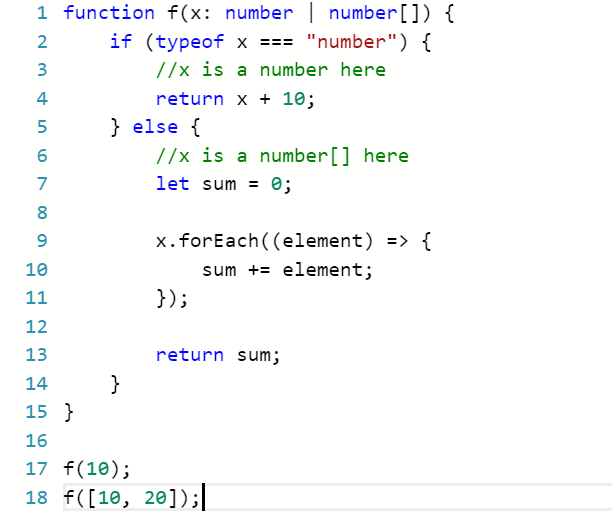 1 function f(x: number | number[]) {
2     if (typeof x === "number") {
3         //x is a number here
4         return x + 10;
5     } else {
6         //x is a number[] here
7         let sum = 0;
8
9         x.forEach((element) => {
10             sum += element;
11         });
12
13         return sum;
14     }
15 }
16
17 f(10);
18 f([10, 20]);